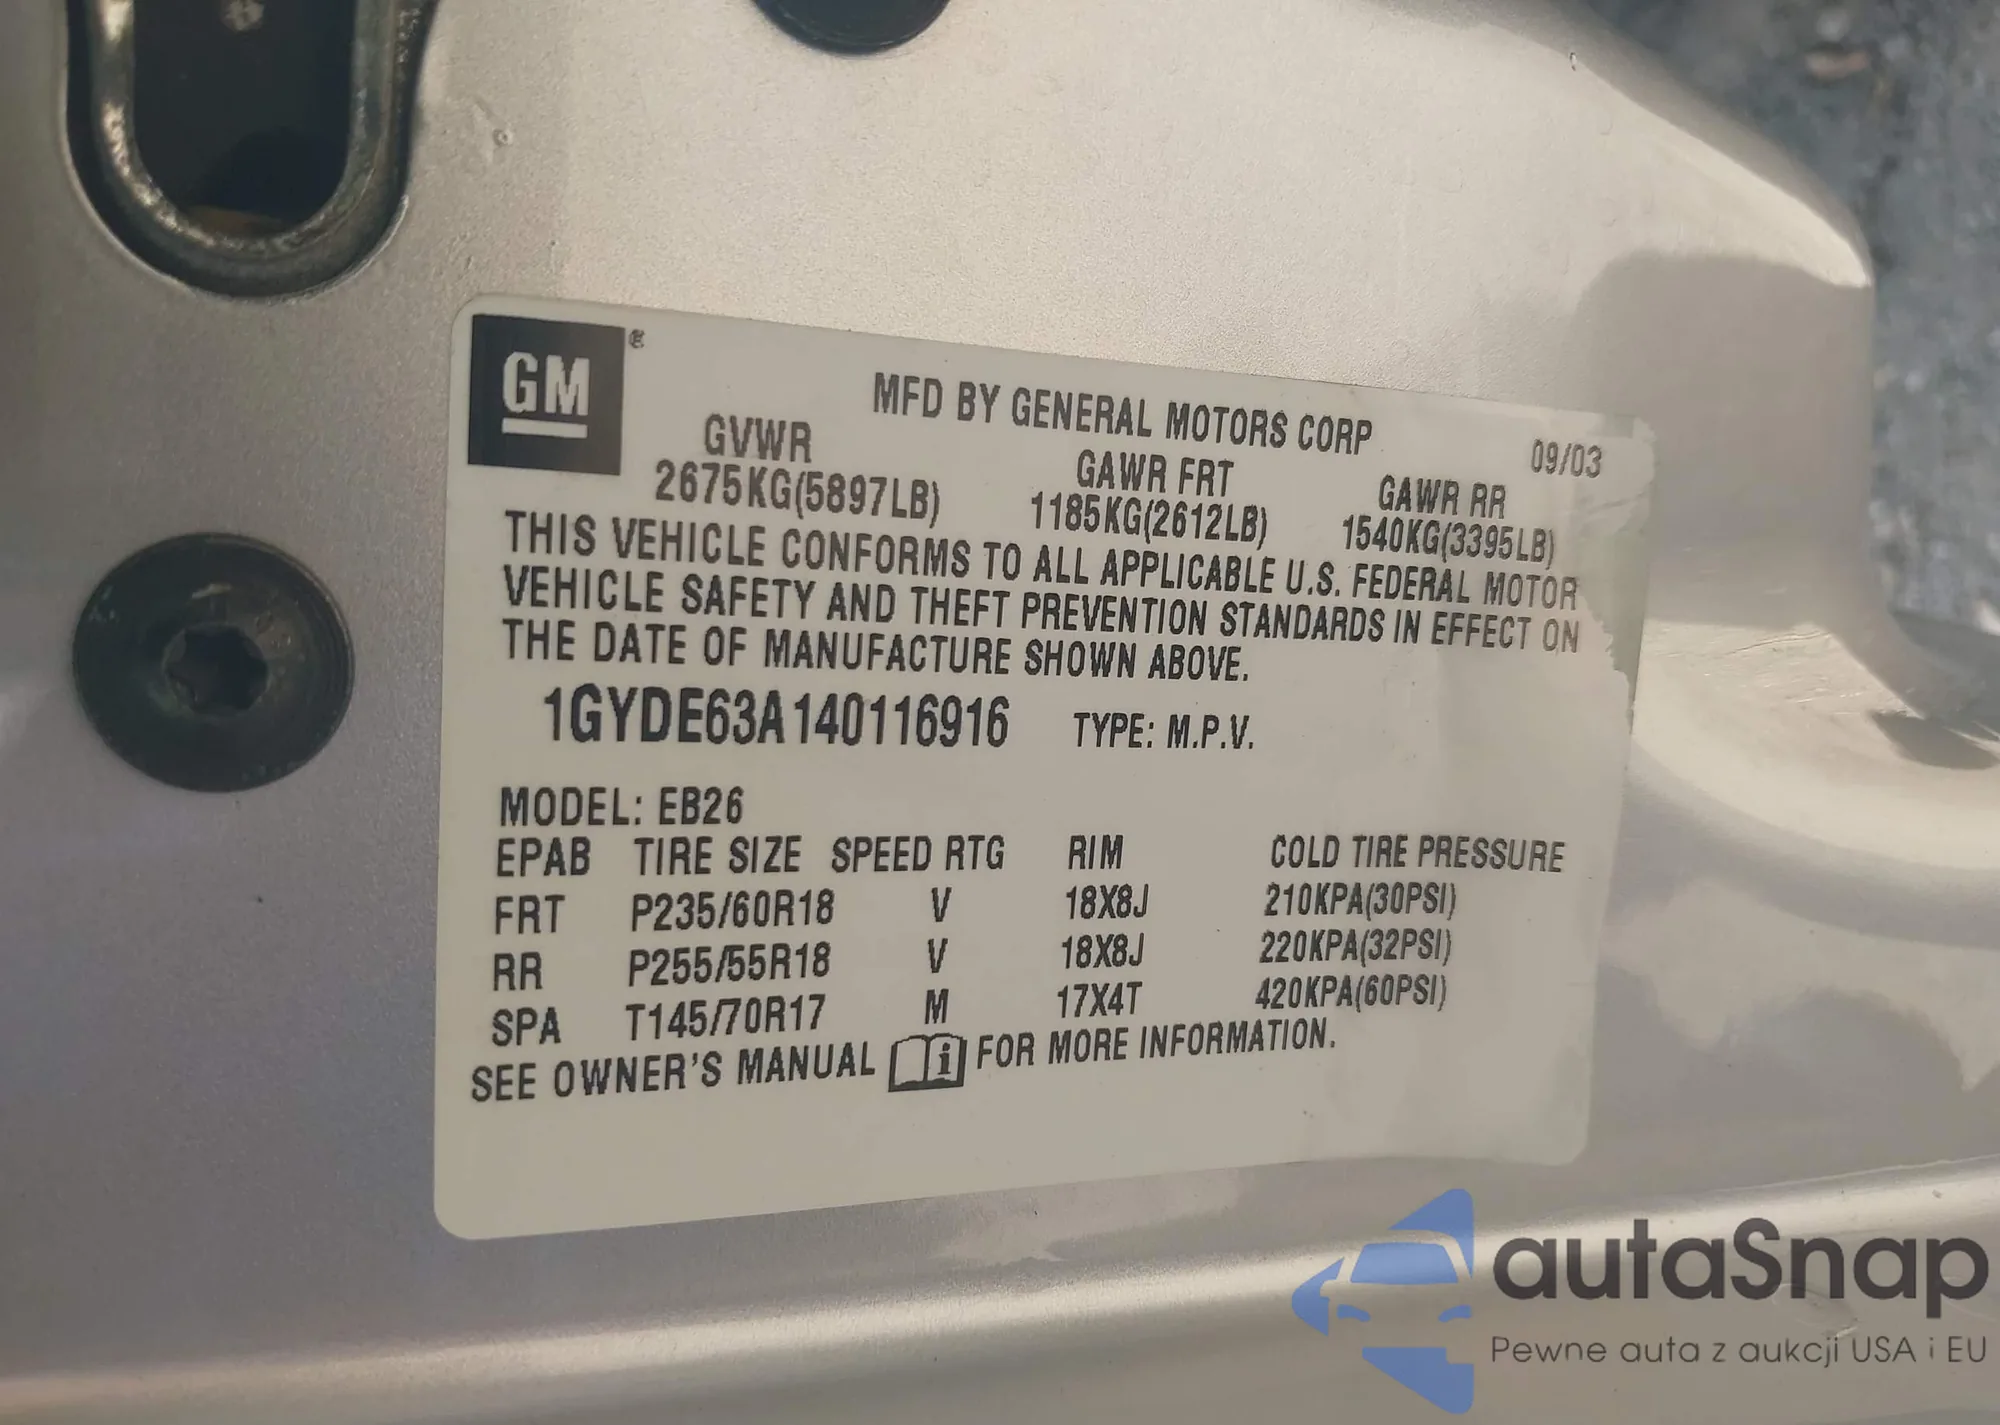 GM®
MFD BY GENERAL MOTORS CORP
09/03
GVWR GAWR FRT GAWR RR
2675KG(5897LB) 1185KG(2612LB) 1540KG(3395LB)
THIS VEHICLE CONFORMS TO ALL APPLICABLE U.S. FEDERAL MOTOR
VEHICLE SAFETY AND THEFT PREVENTION STANDARDS IN EFFECT ON
THE DATE OF MANUFACTURE SHOWN ABOVE.
1GYDE63A140116916 TYPE: M.P.V.
MODEL: EB26
EPAB TIRE SIZE SPEED RTG RIM COLD TIRE PRESSURE
FRT P235/60R18 V 18X8J 210KPA(30PSI)
RR P255/55R18 V 18X8J 220KPA(32PSI)
SPA T145/70R17 M 17X4T 420KPA(60PSI)
SEE OWNER'S MANUAL i FOR MORE INFORMATION.
autaSnap
Pewne auta z aukcji USA i EU